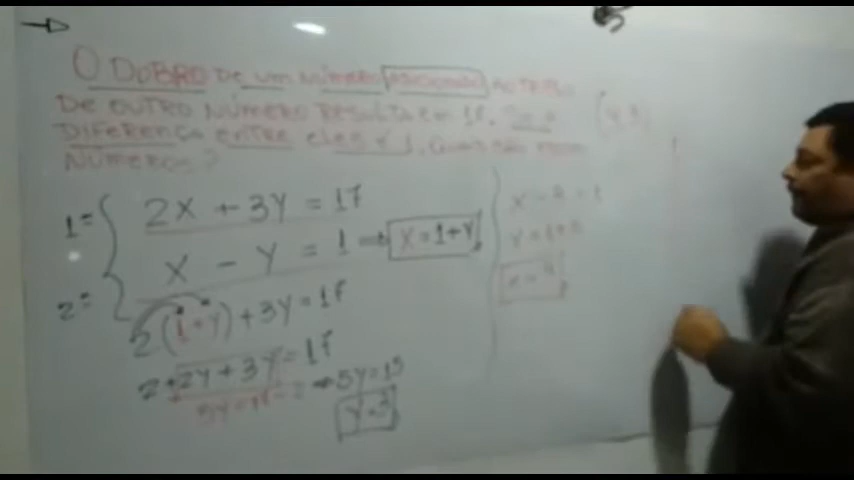 O DOBRO DE UM NÚMERO ADICIONADO AO TRIPLO
DE OUTRO NÚMERO RESULTA EM 17. Se a
DIFERENÇA ENTRE eles é 1, quais são esses
NÚMEROS?
(4,3)
1= 2x + 3y = 17
x - y = 1 → x = 1 + y
2= 2(1+y) + 3y = 17
2 + 2y + 3y = 17
5y = 17 - 2 → 5y = 15
y = 3
x - 3 = 1
x = 1 + 3
x = 4